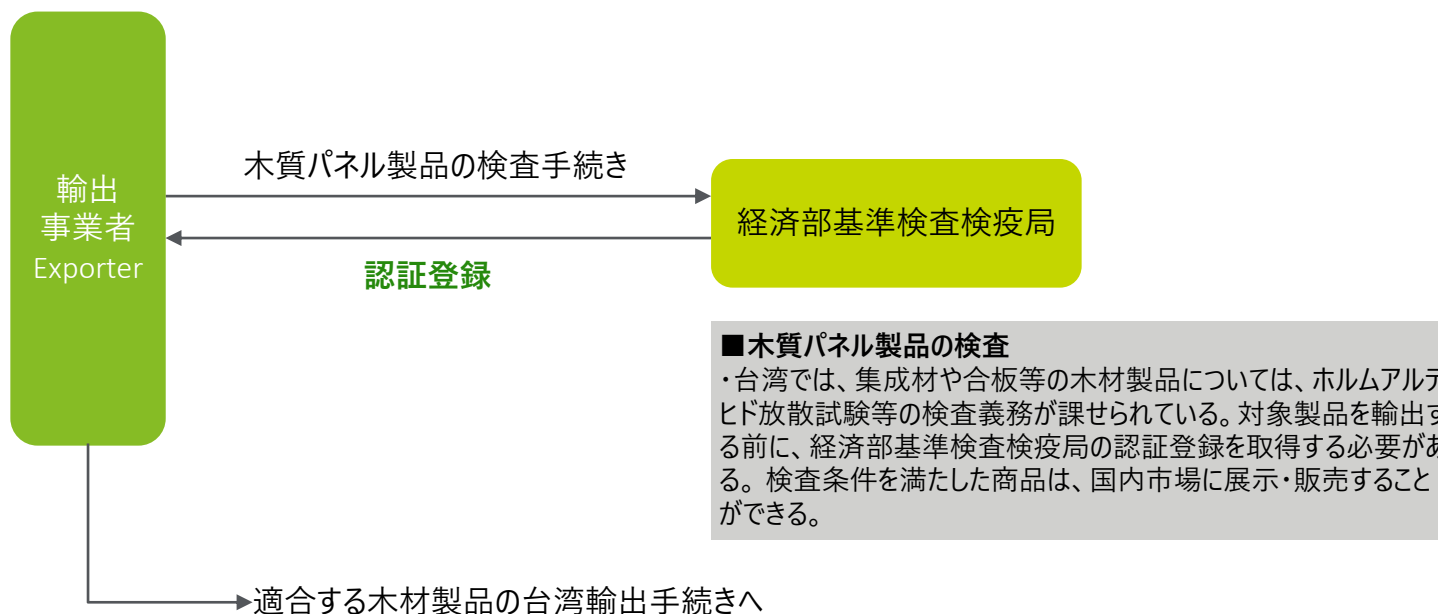 輸出
事業者
Exporter
木質パネル製品の検査手続き
認証登録
経済部基準検査検疫局
■木質パネル製品の検査
・台湾では、集成材や合板等の木材製品については、ホルムアルデ
ヒド放散試験等の検査義務が課せられている。対象製品を輸出す
る前に、経済部基準検査検疫局の認証登録を取得する必要があ
る。検査条件を満たした商品は、国内市場に展示・販売すること
ができる。
適合する木材製品の台湾輸出手続きへ